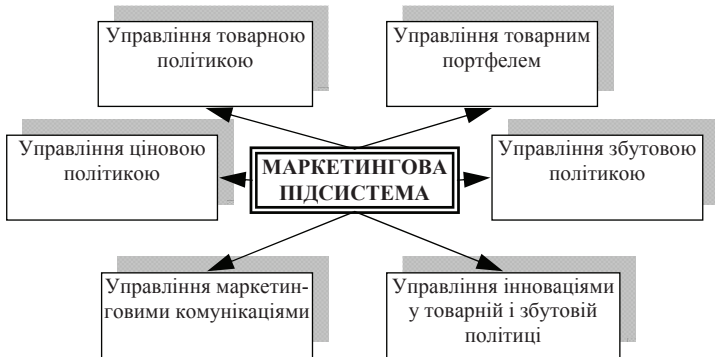 Управління товарною
політикою
Управління товарним
портфелем
Управління ціновою
політикою
МАРКЕТИНГОВА
ПІДСИСТЕМА
Управління збутовою
політикою
Управління маркетин-
говими комунікаціями
Управління інноваціями
у товарній і збутовій
політиці